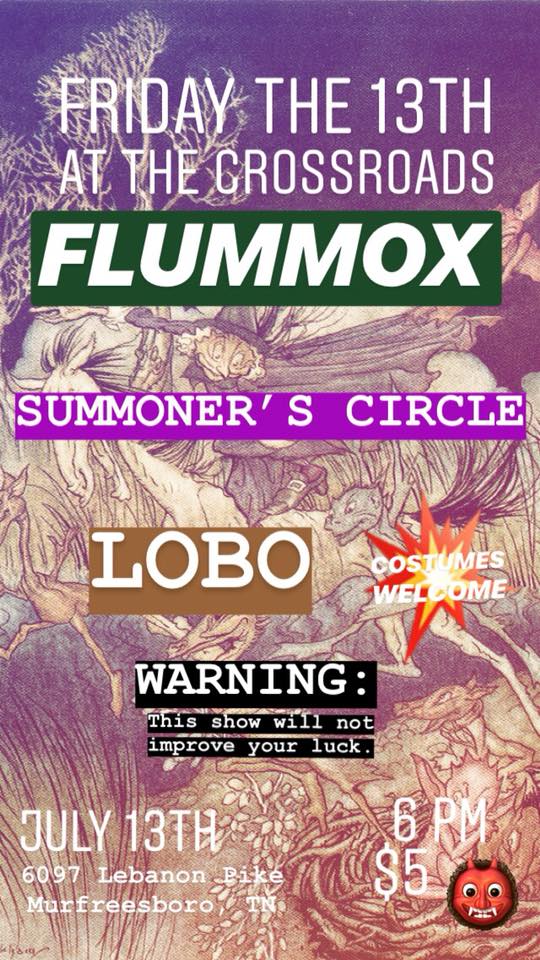 FRIDAY THE 13TH
AT THE CROSSROADS
FLUMMOX
SUMMONER'S CIRCLE
LOBO
COSTUMES
WELCOME
WARNING:
This show will not
improve your luck.
JULY 13TH
6097 Lebanon Pike
Murfreesboro, TN
6 PM
$5